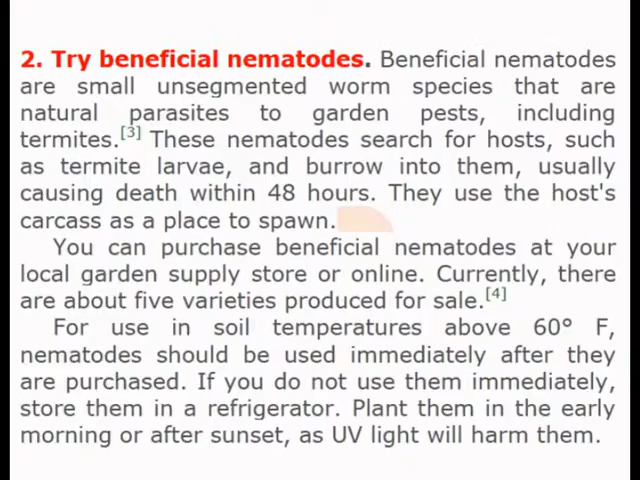 2. Try beneficial nematodes. Beneficial nematodes
are small unsegmented worm species that are
natural parasites to garden pests, including
termites.[3] These nematodes search for hosts, such
as termite larvae, and burrow into them, usually
causing death within 48 hours. They use the host's
carcass as a place to spawn.
You can purchase beneficial nematodes at your
local garden supply store or online. Currently, there
are about five varieties produced for sale.[4]
For use in soil temperatures above 60° F,
nematodes should be used immediately after they
are purchased. If you do not use them immediately,
store them in a refrigerator. Plant them in the early
morning or after sunset, as UV light will harm them.